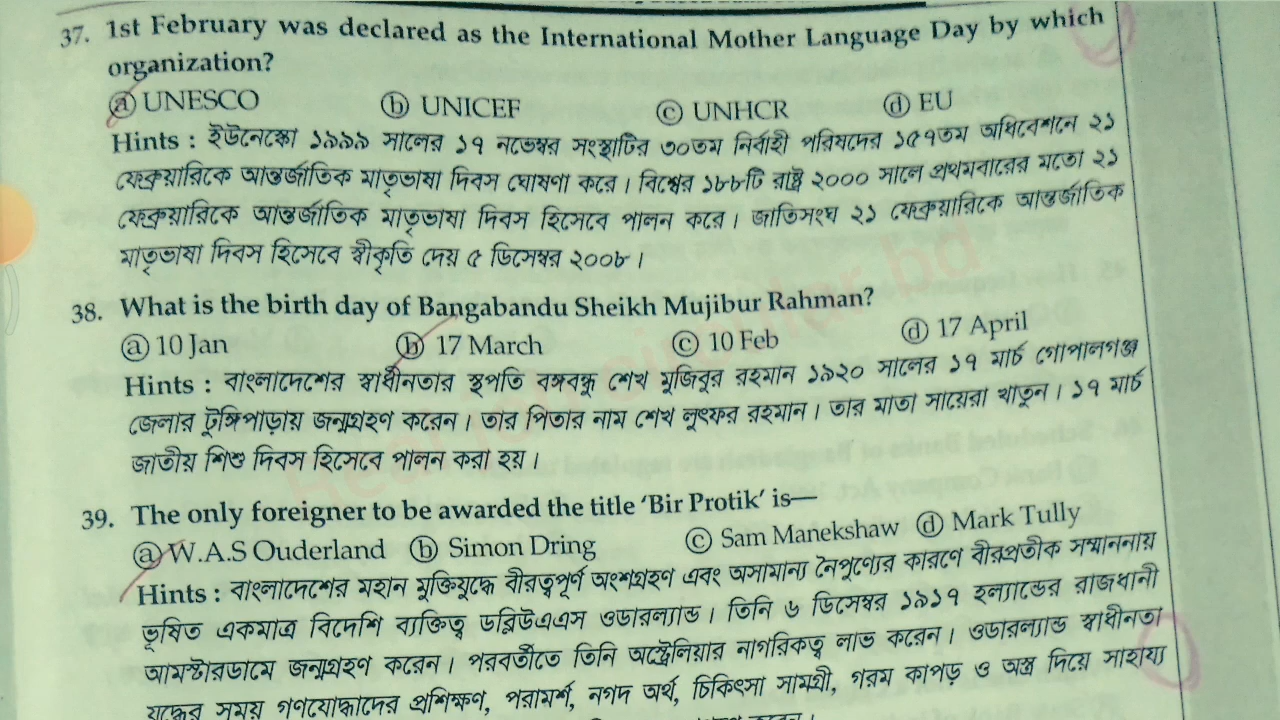 37. 1st February was declared as the International Mother Language Day by which
organization?
ⓐ UNESCO ⓑ UNICEF ⓒ UNHCR ⓓ EU
Hints : ইউনেস্কো ১৯৯৯ সালের ১৭ নভেম্বর সংস্থাটির ৩০তম নির্বাহী পরিষদের ১৫৭তম অধিবেশনে ২১
ফেব্রুয়ারিকে আন্তর্জাতিক মাতৃভাষা দিবস ঘোষণা করে। বিশ্বের ১৮৮টি রাষ্ট্র ২০০০ সালে প্রথমবারের মতো ২১
ফেব্রুয়ারিকে আন্তর্জাতিক মাতৃভাষা দিবস হিসেবে পালন করে। জাতিসংঘ ২১ ফেব্রুয়ারিকে আন্তর্জাতিক
মাতৃভাষা দিবস হিসেবে স্বীকৃতি দেয় ৫ ডিসেম্বর ২০০৮।
38. What is the birth day of Bangabandu Sheikh Mujibur Rahman?
ⓐ 10 Jan ⓑ 17 March ⓒ 10 Feb ⓓ 17 April
Hints : বাংলাদেশের স্বাধীনতার স্থপতি বঙ্গবন্ধু শেখ মুজিবুর রহমান ১৯২০ সালের ১৭ মার্চ গোপালগঞ্জ
জেলার টুঙ্গিপাড়ায় জন্মগ্রহণ করেন। তার পিতার নাম শেখ লুৎফর রহমান। তার মাতা সায়েরা খাতুন। ১৭ মার্চ
জাতীয় শিশু দিবস হিসেবে পালন করা হয়।
39. The only foreigner to be awarded the title ‘Bir Protik’ is—
ⓐ W.A.S Ouderland ⓑ Simon Dring ⓒ Sam Manekshaw ⓓ Mark Tully
Hints : বাংলাদেশের মহান মুক্তিযুদ্ধে বীরত্বপূর্ণ অংশগ্রহণ এবং অসামান্য নৈপুণ্যের কারণে বীরপ্রতীক সম্মাননায়
ভূষিত একমাত্র বিদেশি ব্যক্তিত্ব ডব্লিউএএস ওডারল্যান্ড। তিনি ৬ ডিসেম্বর ১৯১৭ হল্যান্ডের রাজধানী
আমস্টারডামে জন্মগ্রহণ করেন। পরবর্তীতে তিনি অস্ট্রেলিয়ার নাগরিকত্ব লাভ করেন। ওডারল্যান্ড স্বাধীনতা
যুদ্ধের সময় গণযোদ্ধাদের প্রশিক্ষণ, পরামর্শ, নগদ অর্থ, চিকিৎসা সামগ্রী, গরম কাপড় ও অস্ত্র দিয়ে সাহায্য